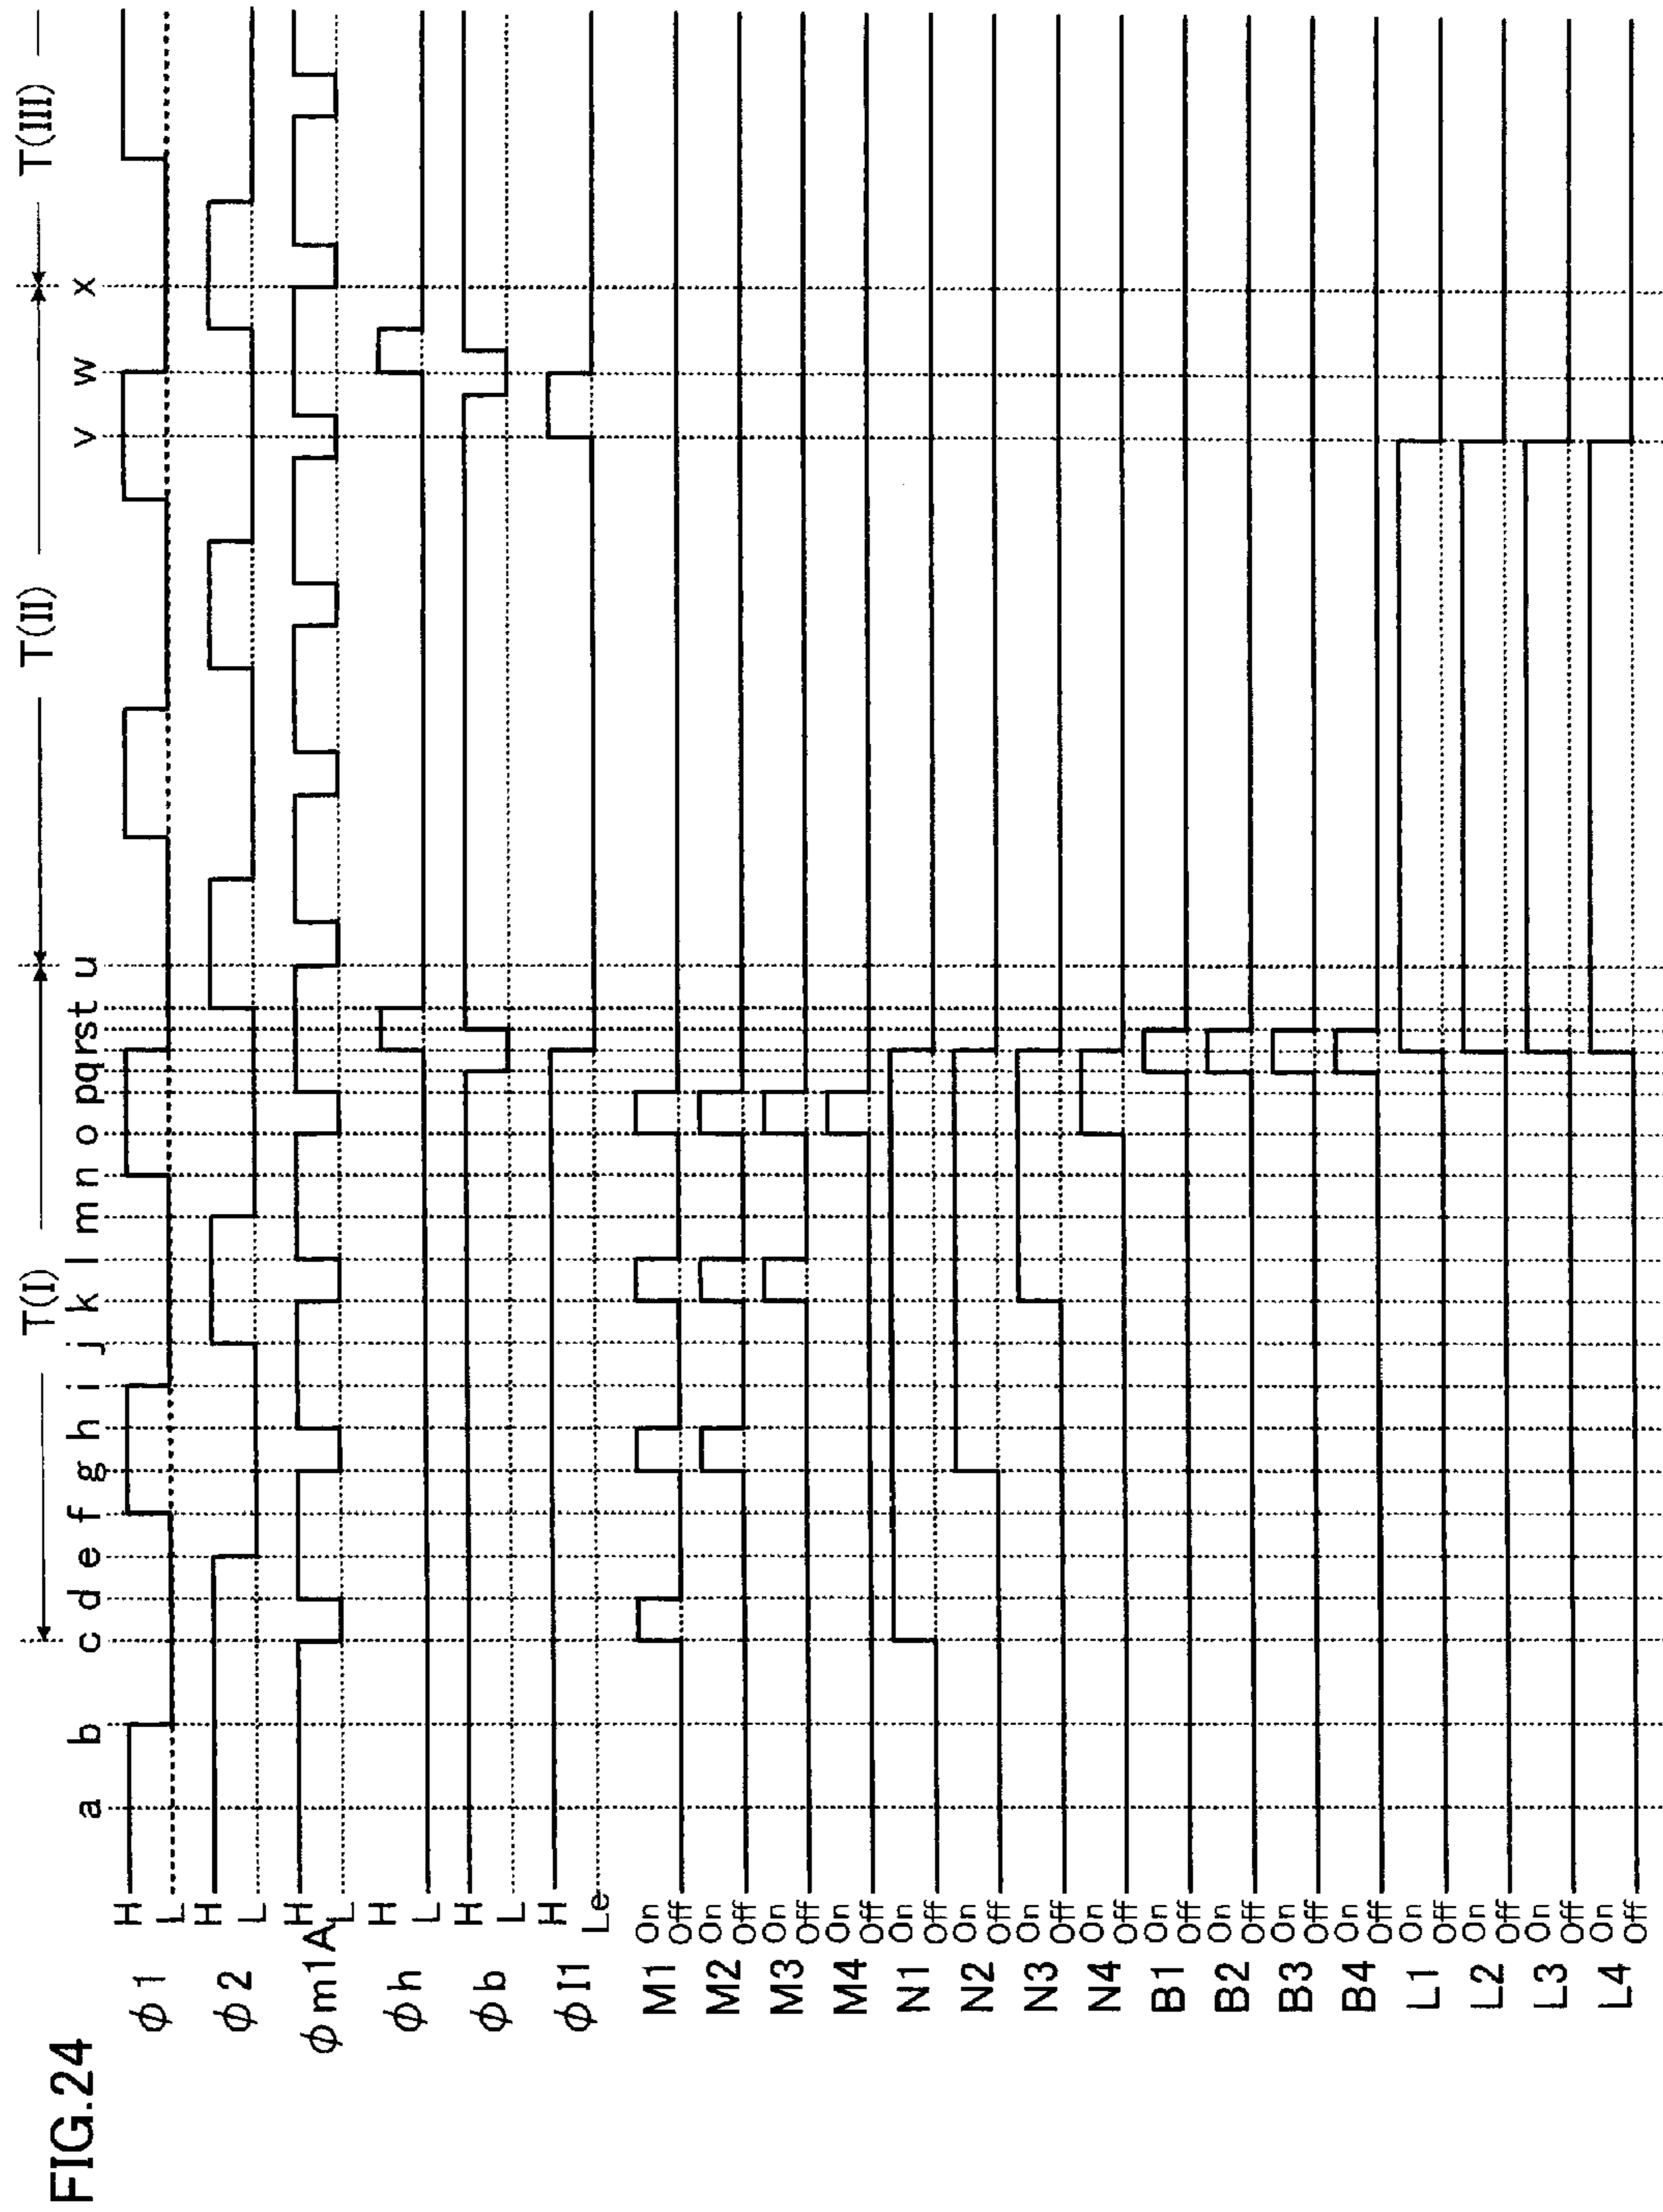 FIG.24
T(I) T(II) T(III)
a b c d e f g h i j k l m n o p q r s t u v w x
ϕ1 H L
ϕ2 H L
ϕm1A H L
ϕh H L
ϕb H L
ϕI1 H Le
M1 On Off
M2 On Off
M3 On Off
M4 On Off
N1 On Off
N2 On Off
N3 On Off
N4 On Off
B1 On Off
B2 On Off
B3 On Off
B4 On Off
L1 On Off
L2 On Off
L3 On Off
L4 On Off